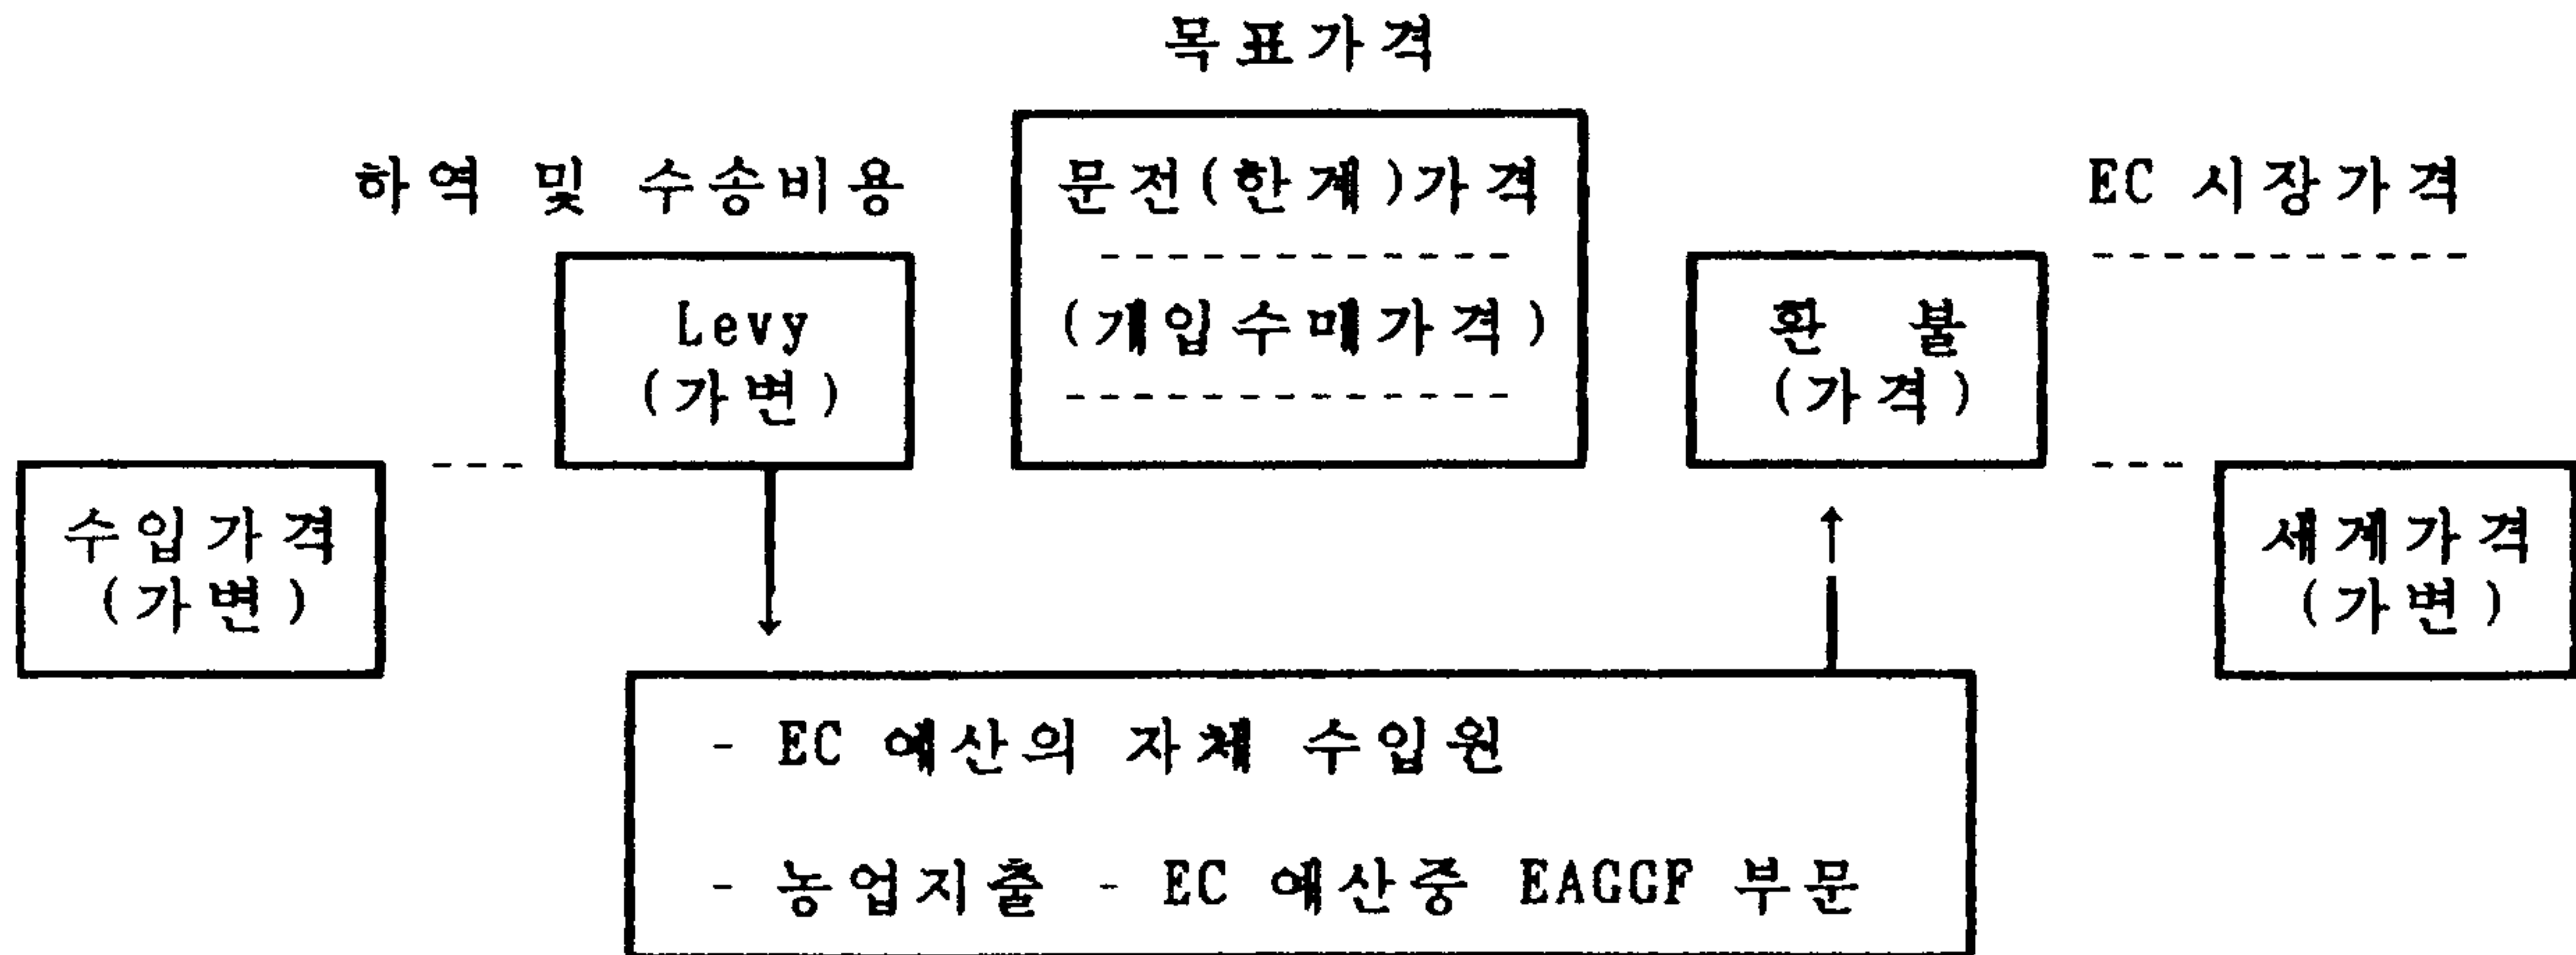 목표가격
하역 및 수송비용
문전(한계)가격
EC 시장가격
Levy
(가변)
(개입수매가격)
환 불
(가격)
수입가격
(가변)
세계가격
(가변)
- EC 예산의 자체 수입원
- 농업지출 - EC 예산중 EAGGF 부문